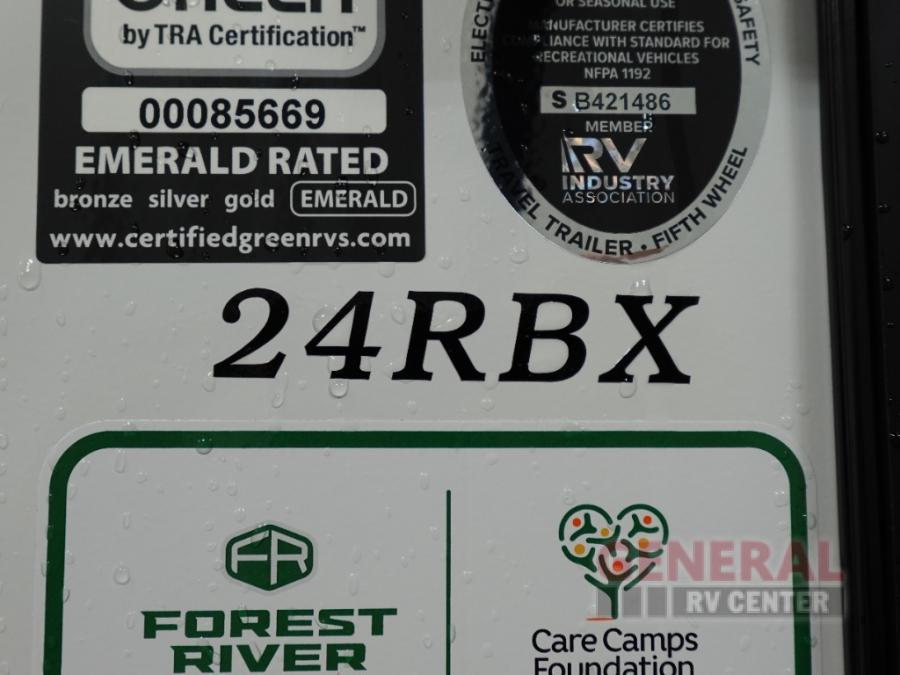 by TRA Certification™
00085669
EMERALD RATED
bronze silver gold EMERALD
www.certifiedgreenrvs.com
OR SEASONAL USE
MANUFACTURER CERTIFIES
COMPLIANCE WITH STANDARD FOR
RECREATIONAL VEHICLES
NFPA 1192
S B421486
MEMBER
RV
INDUSTRY
ASSOCIATION
SAFETY
TRAVEL TRAILER • FIFTH WHEEL
24RBX
FR
FOREST
RIVER
Care Camps
Foundation
GENERAL
RV CENTER